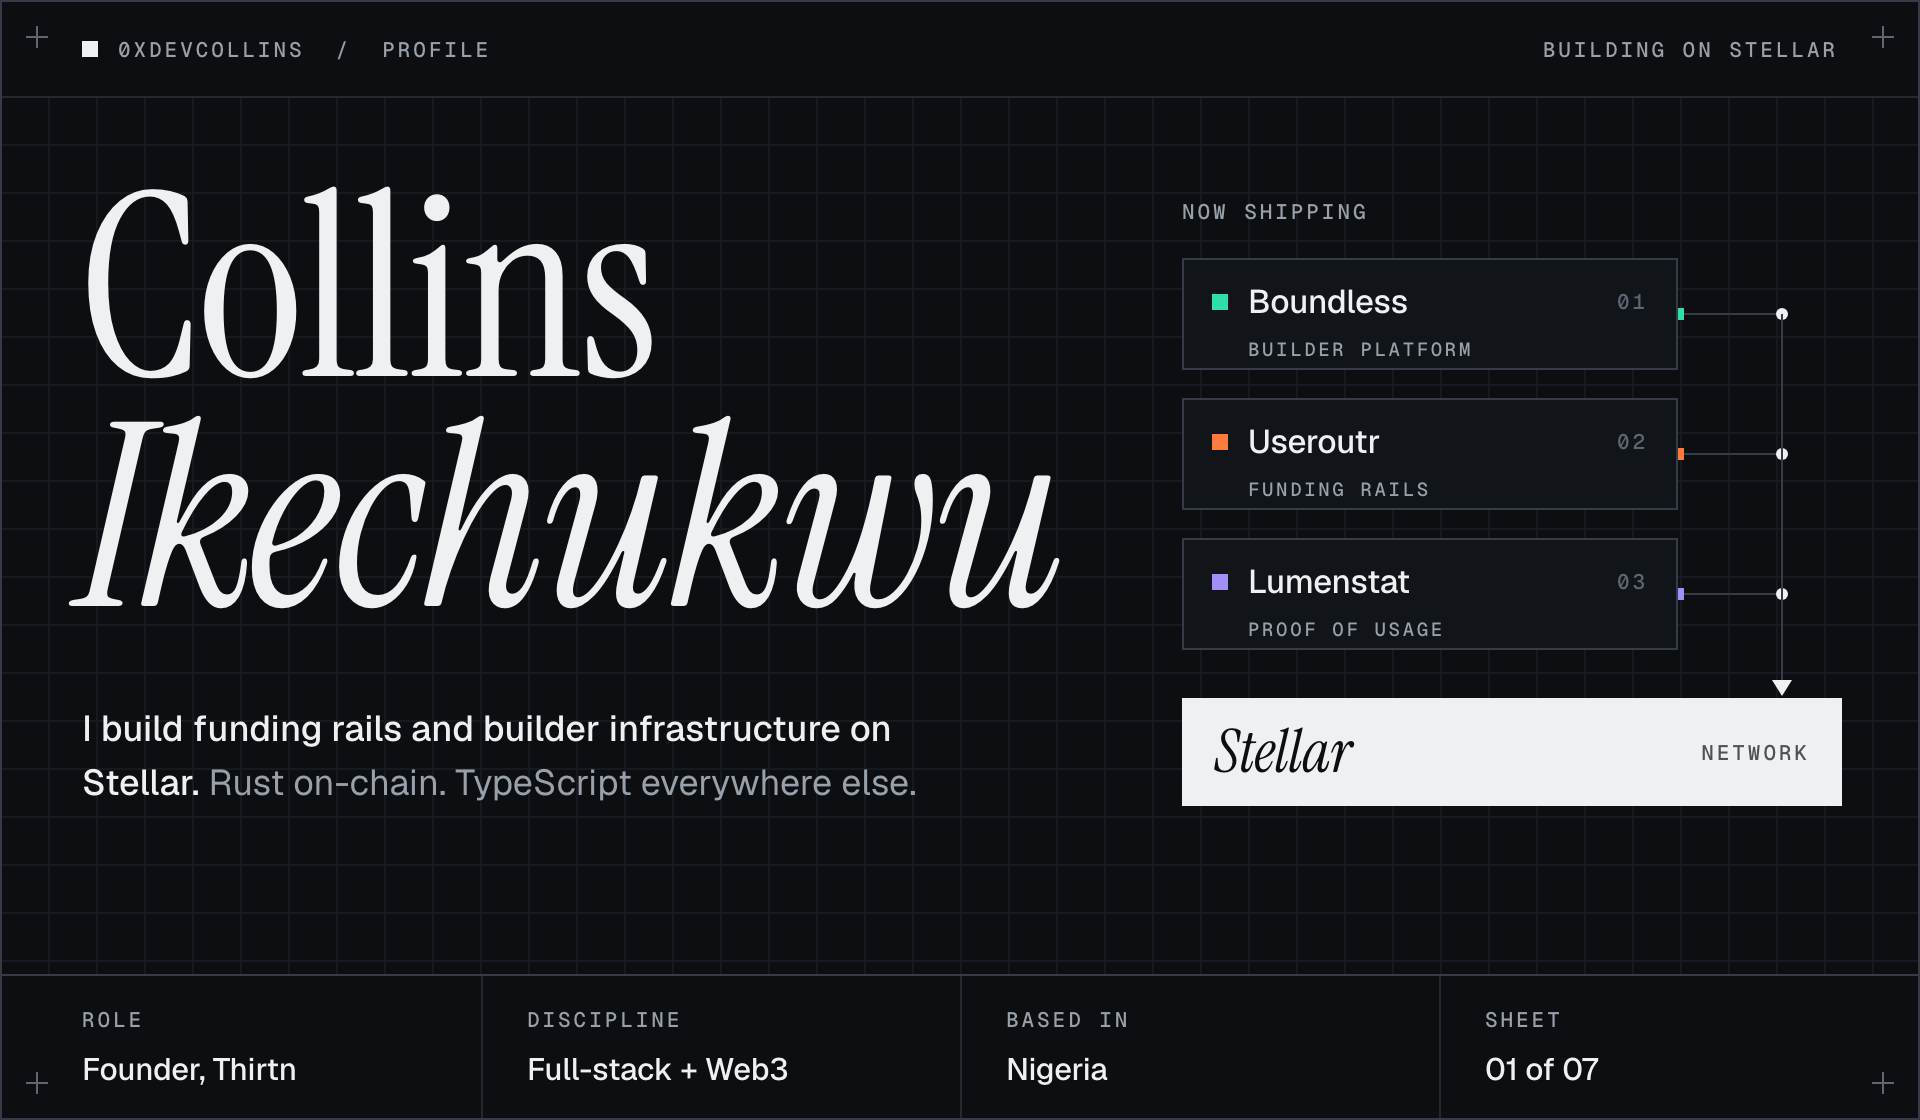 0XDEVCOLLINS / PROFILE
BUILDING ON STELLAR
Collins
Ikechukwu
I build funding rails and builder infrastructure on
Stellar. Rust on-chain. TypeScript everywhere else.
NOW SHIPPING
Boundless 01
BUILDER PLATFORM
Useroutr 02
FUNDING RAILS
Lumenstat 03
PROOF OF USAGE
Stellar NETWORK
ROLE
Founder, Thirtn
DISCIPLINE
Full-stack + Web3
BASED IN
Nigeria
SHEET
01 of 07